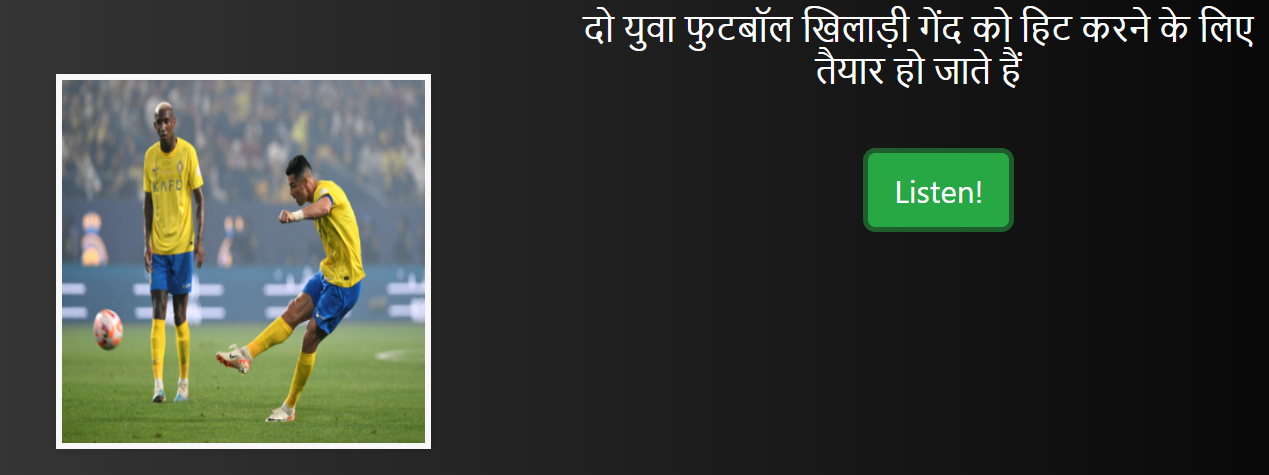 दो युवा फुटबॉल खिलाड़ी गेंद को हिट करने के लिए
तैयार हो जाते हैं
Listen!
KAFD